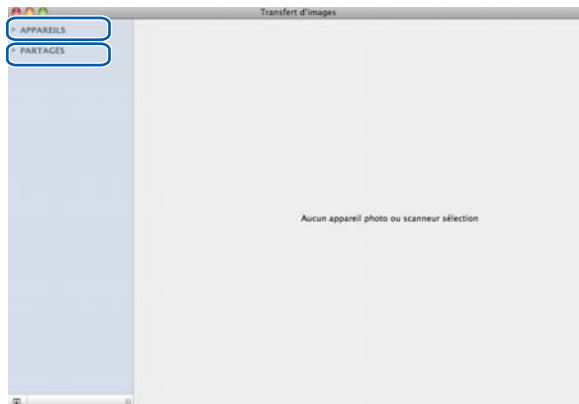 Transfert d'images
APPAREILS
PARTAGÉS
Aucun appareil photo ou scanneur sélection